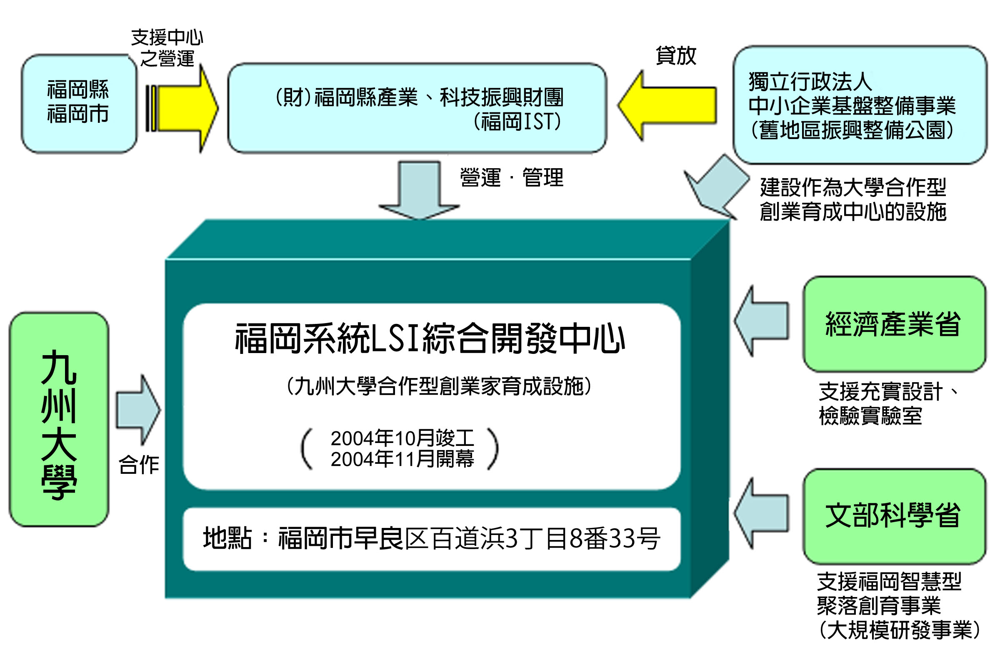 支援中心
之營運
福岡縣
福岡市
(財)福岡縣產業、科技振興財團
(福岡IST)
貸放
獨立行政法人
中小企業基盤整備事業
(舊地區振興整備公園)
營運．管理
建設作為大學合作型
創業育成中心的設施
福岡系統LSI綜合開發中心
(九州大學合作型創業家育成設施)
( 2004年10月竣工
2004年11月開幕 )
地點：福岡市早良区百道浜3丁目8番33号
九州大學
合作
經濟產業省
支援充實設計、
檢驗實驗室
文部科學省
支援福岡智慧型
聚落創育事業
(大規模研發事業)